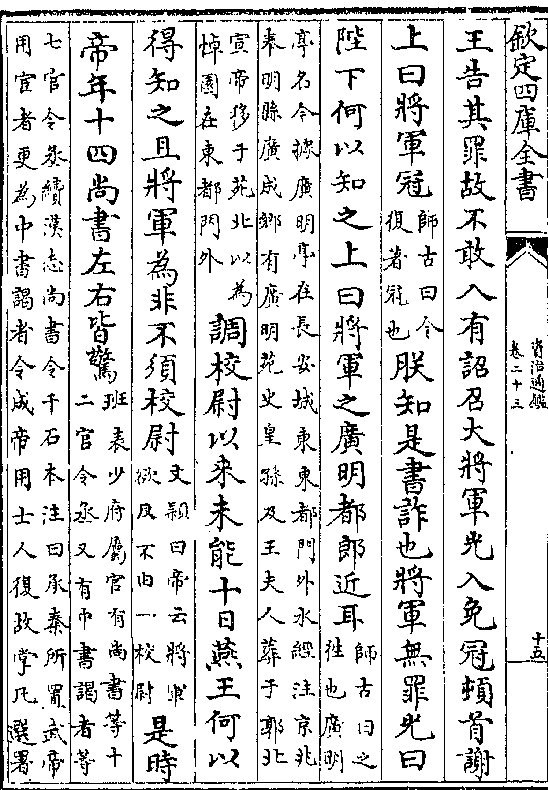 欽定四庫全書
資治通鑑
卷二十三
十五
王告其罪故不敢入有詔召大將軍光入免冠頓首謝
上曰將軍冠
師古曰令
復著冠也
朕知是書詐也將軍無罪光曰
陛下何以知之上曰將軍之廣明都郎近耳
師古曰之
往也廣明
亭名今據廣明亭在長安城東東都門外水經注京兆
奉明縣廣成鄉有廣明苑史皇孫及王夫人葬于郭北
宣帝移于苑北以為
悼園在東都門外
調校尉以來未能十日燕王何以
得知之且將軍為非不須校尉
文穎曰帝云將軍
欲反不由一校尉
是時
帝年十四尚書左右皆驚
班表少府屬官有尚書等十
二官令丞又有中書謁者等
七官令丞續漢志尚書令千石本注曰承秦所置武帝
用宦者更為中書謁者令成帝用士人復故掌凡選署